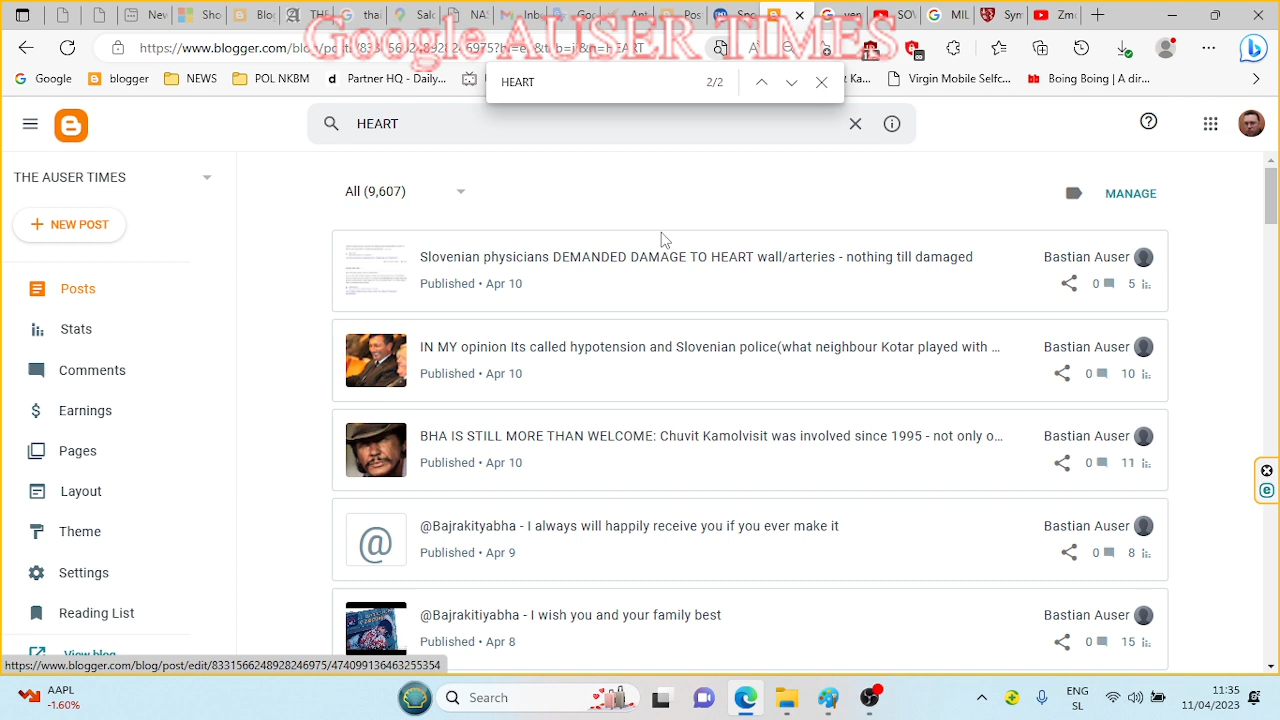 Google AUSER TIMES
https://www.blogger.com/blog/post
HEART
2/2
Google
blogger
NEWS
POL NKBM
Partner HQ - Daily...
Virgin Mobile Selfc...
Boing Boing | A dir...
HEART
THE AUSER TIMES
NEW POST
Posts
Stats
Comments
Earnings
Pages
Layout
Theme
Settings
Reading List
View blog
All (9,607)
MANAGE
Slovenian physicians DEMANDED DAMAGE TO HEART wall/arteries - nothing till damaged
Bastian Auser
Published • Apr 10
0 5
IN MY opinion Its called hypotension and Slovenian police(what neighbour Kotar played with ...
Bastian Auser
Published • Apr 10
0 10
BHA IS STILL MORE THAN WELCOME: Chuvit Kamolvisit was involved since 1995 - not only o...
Bastian Auser
Published • Apr 10
0 11
@
@Bajrakityabha - I always will happily receive you if you ever make it
Bastian Auser
Published • Apr 9
0 8
@Bajrakitiyabha - I wish you and your family best
Bastian Auser
Published • Apr 8
0 15
https://www.blogger.com/blog/post/edit/8331566248928246975/474099136463255354
AAPL
-1.60%
Search
ENG
SL
11:35
11/04/2023